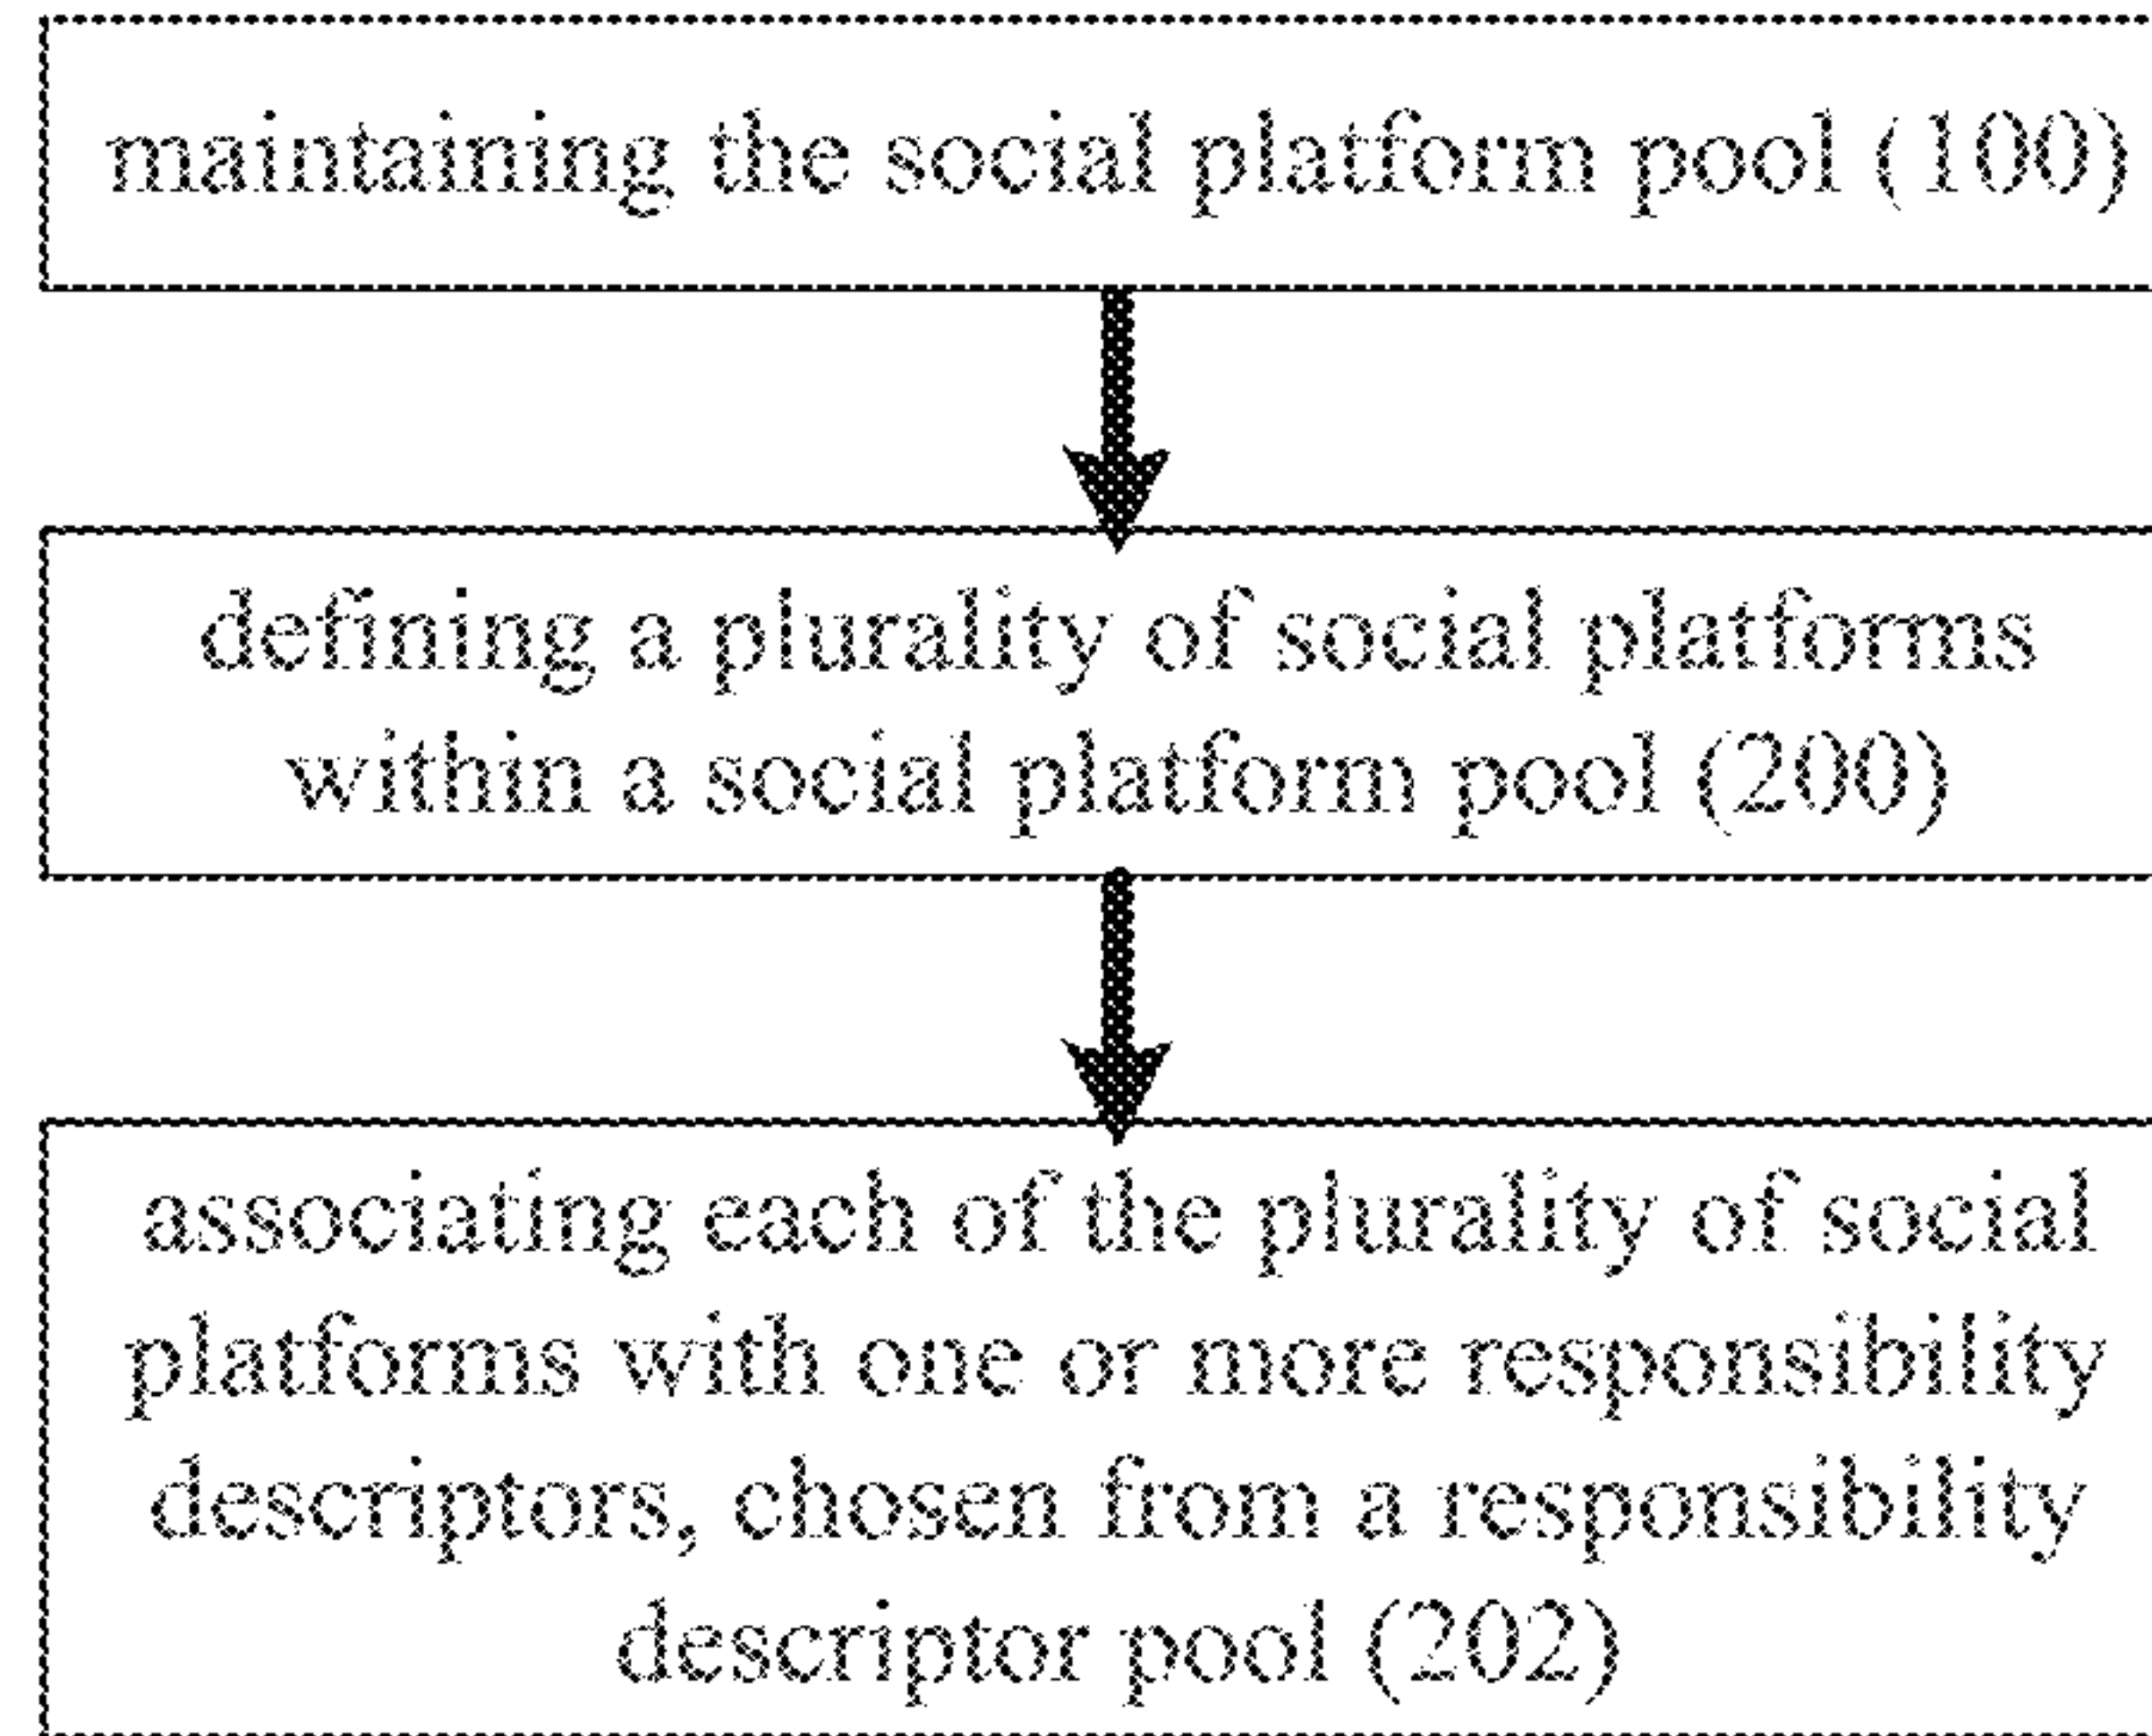 maintaining the social platform pool (100)
defining a plurality of social platforms
within a social platform pool (200)
associating each of the plurality of social
platforms with one or more responsibility
descriptors, chosen from a responsibility
descriptor pool (202)